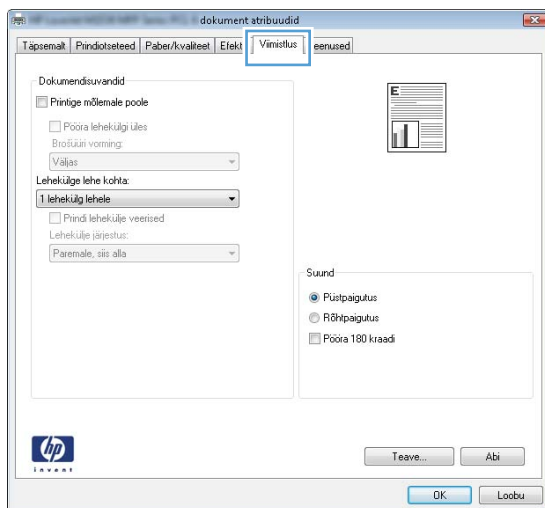 dokument atribuudid
Täpsemalt Prindiotseteed Paber/kvaliteet Efekt Viimistlus eenused
Dokumendisuvandid
Printige mõlemale poole
Pööra lehekülgi üles
Brošüüri vorming:
Väljas
Lehekülge lehe kohta:
1 lehekülg lehele
Prindi lehekülje veerised
Lehekülje järjestus:
Paremale, siis alla
E
Suund
Püstpaigutus
Rõhtpaigutus
Pööra 180 kraadi
hp
invent
Teave... Abi
OK Loobu